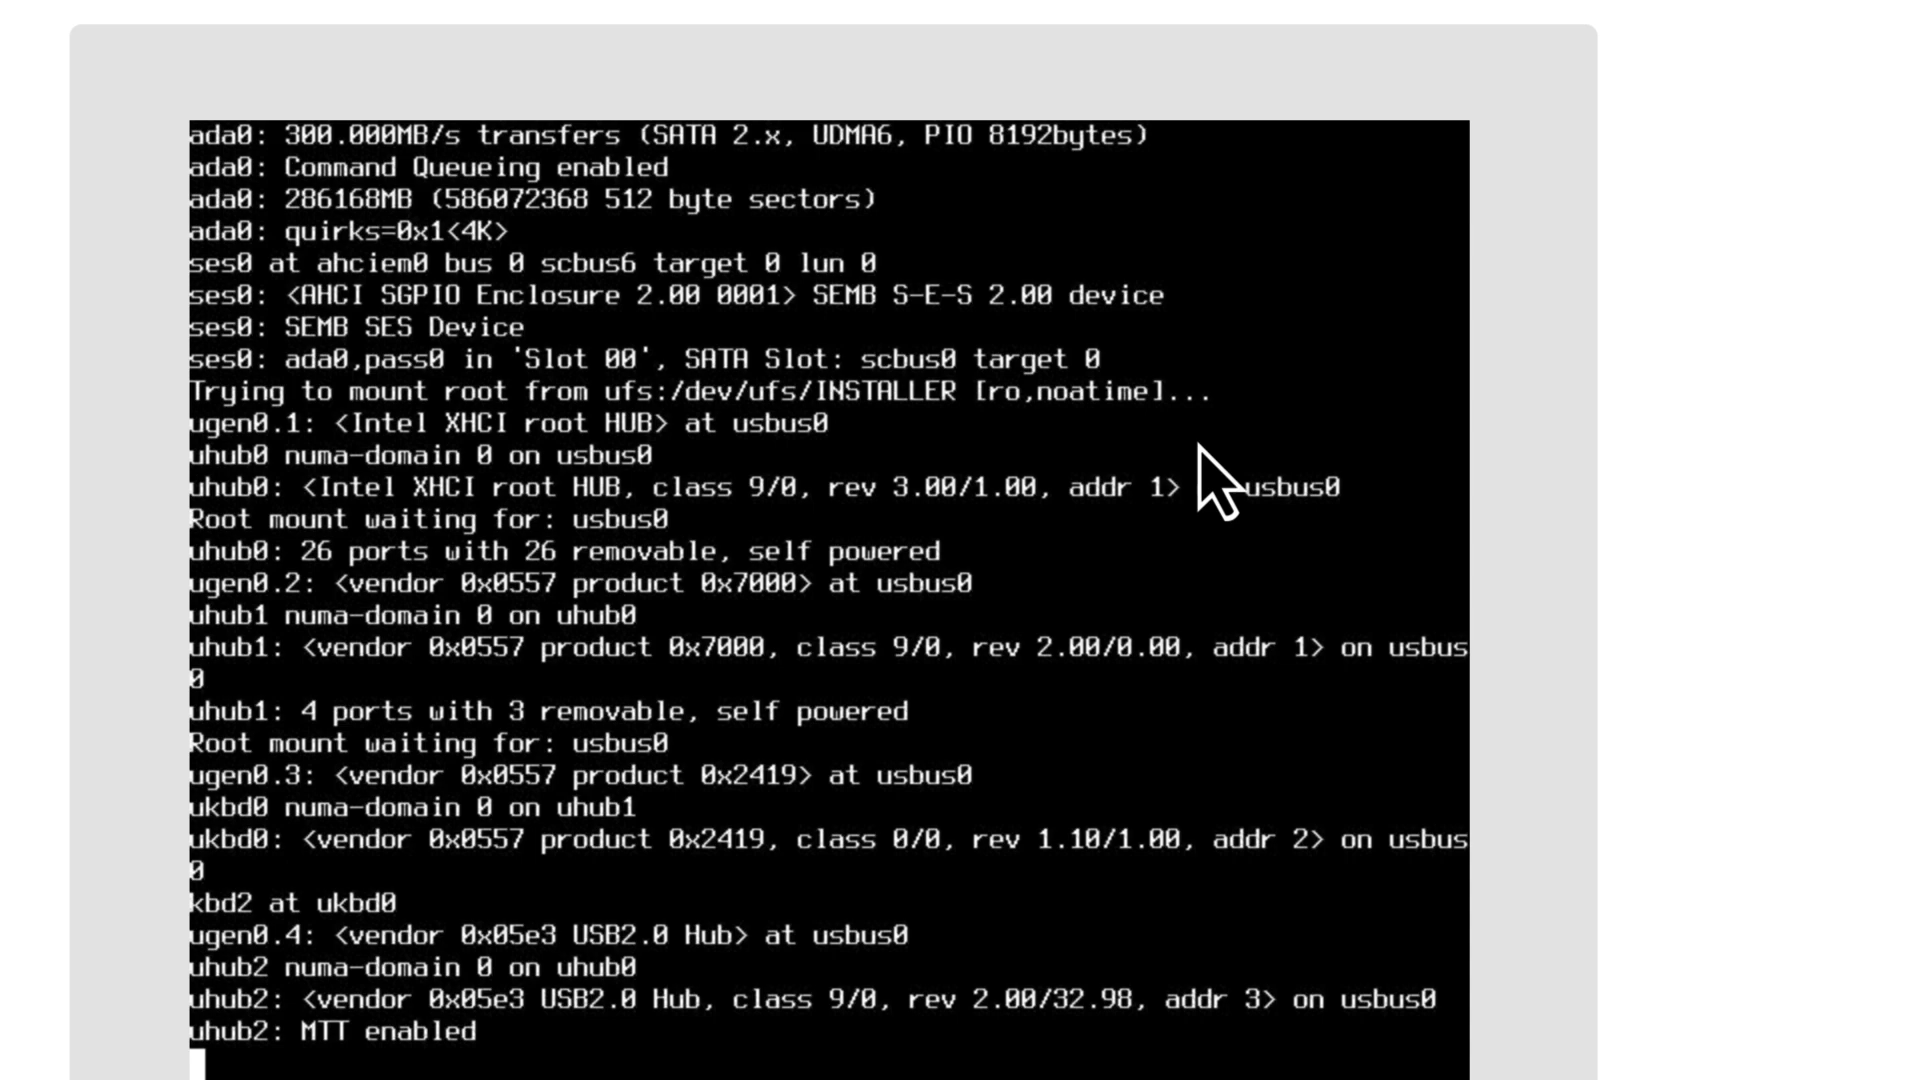 ada0: 300.000MB/s transfers (SATA 2.x, UDMA6, PIO 8192bytes)
ada0: Command Queueing enabled
ada0: 286168MB (586072368 512 byte sectors)
ada0: quirks=0x1<4K>
ses0 at ahciem0 bus 0 scbus6 target 0 lun 0
ses0: <AHCI SGPIO Enclosure 2.00 0001> SEMB S-E-S 2.00 device
ses0: SEMB SES Device
ses0: ada0,pass0 in 'Slot 00', SATA Slot: scbus0 target 0
Trying to mount root from ufs:/dev/ufs/INSTALLER [ro,noatime]...
ugen0.1: <Intel XHCI root HUB> at usbus0
uhub0 numa-domain 0 on usbus0
uhub0: <Intel XHCI root HUB, class 9/0, rev 3.00/1.00, addr 1> usbus0
Root mount waiting for: usbus0
uhub0: 26 ports with 26 removable, self powered
ugen0.2: <vendor 0x0557 product 0x7000> at usbus0
uhub1 numa-domain 0 on uhub0
uhub1: <vendor 0x0557 product 0x7000, class 9/0, rev 2.00/0.00, addr 1> on usbus
0
uhub1: 4 ports with 3 removable, self powered
Root mount waiting for: usbus0
ugen0.3: <vendor 0x0557 product 0x2419> at usbus0
ukbd0 numa-domain 0 on uhub1
ukbd0: <vendor 0x0557 product 0x2419, class 0/0, rev 1.10/1.00, addr 2> on usbus
0
kbd2 at ukbd0
ugen0.4: <vendor 0x05e3 USB2.0 Hub> at usbus0
uhub2 numa-domain 0 on uhub0
uhub2: <vendor 0x05e3 USB2.0 Hub, class 9/0, rev 2.00/32.98, addr 3> on usbus0
uhub2: MTT enabled